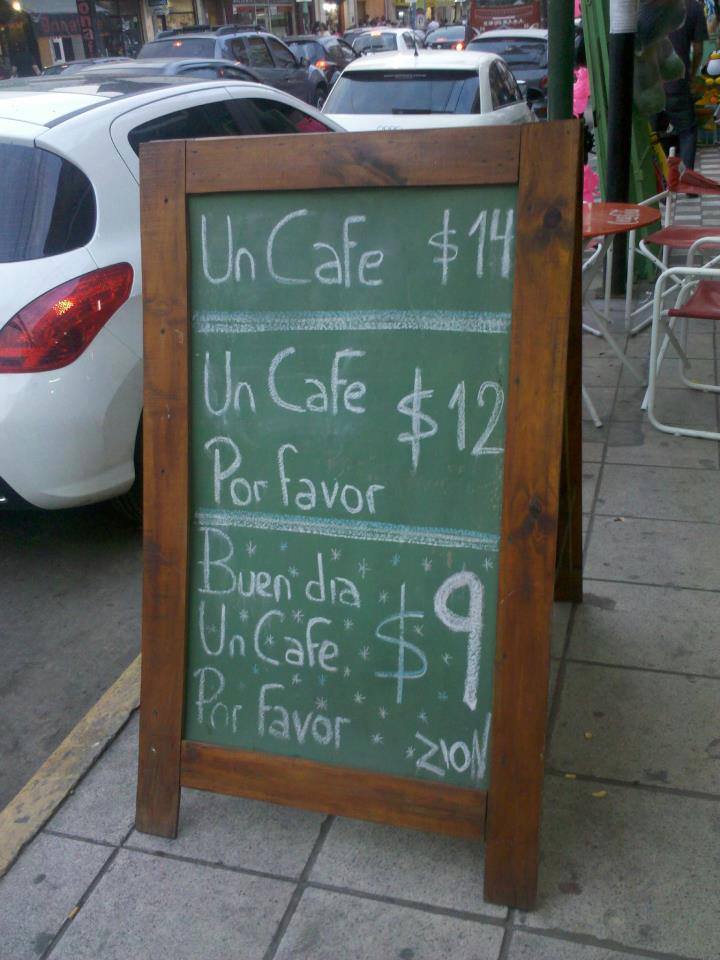 Un Cafe $14
Un Cafe
Por favor $12
Buen dia
Un Cafe
Por Favor $9
ZION